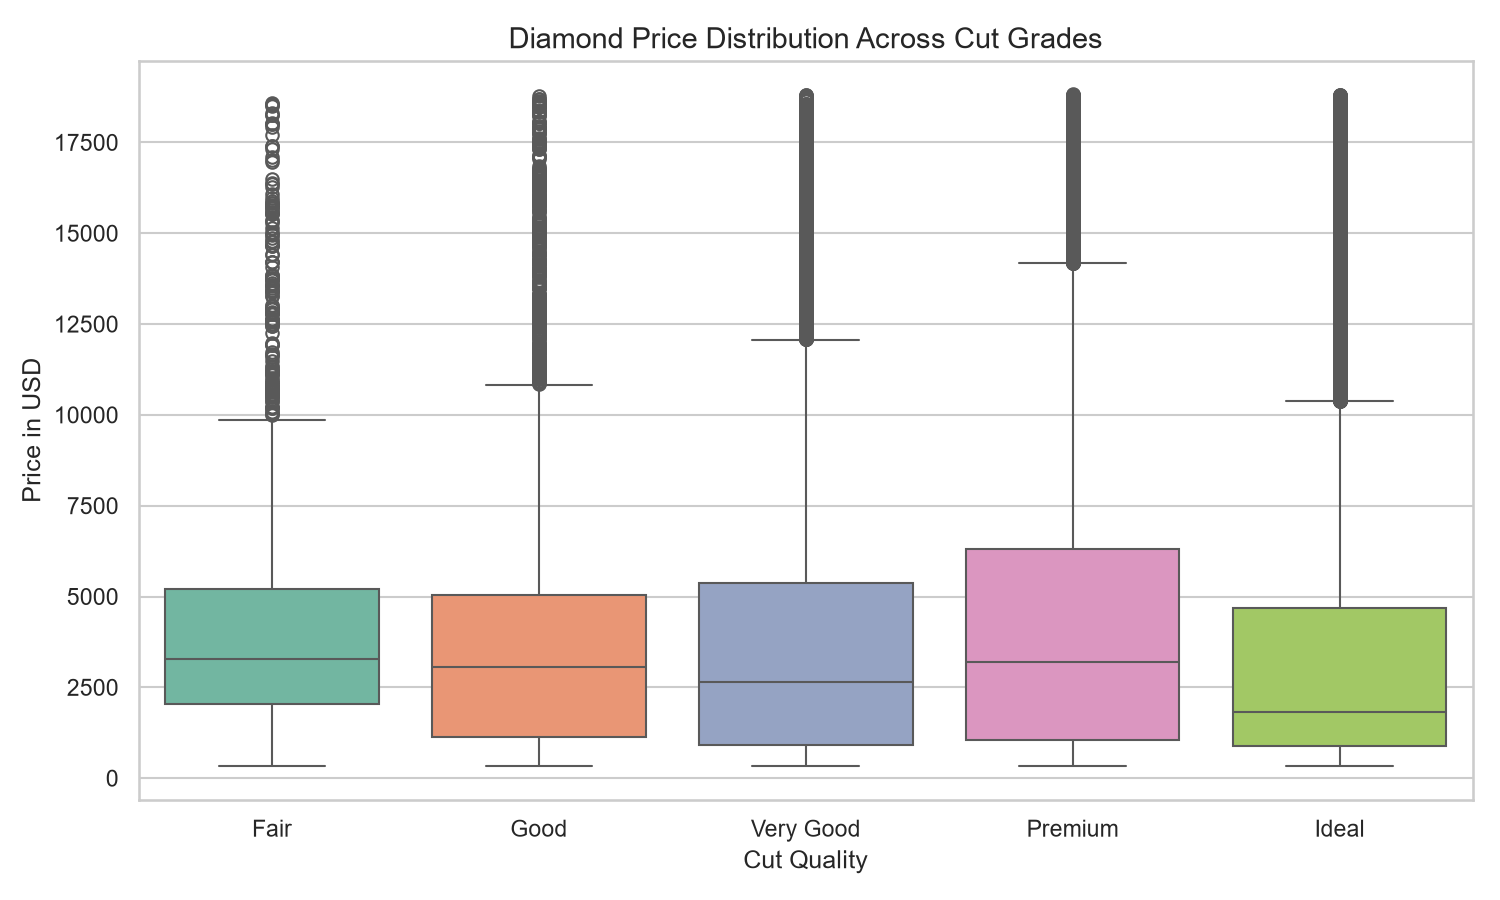 Diamond Price Distribution Across Cut Grades
Price in USD
17500
15000
12500
10000
7500
5000
2500
0
Fair
Good
Very Good
Premium
Ideal
Cut Quality